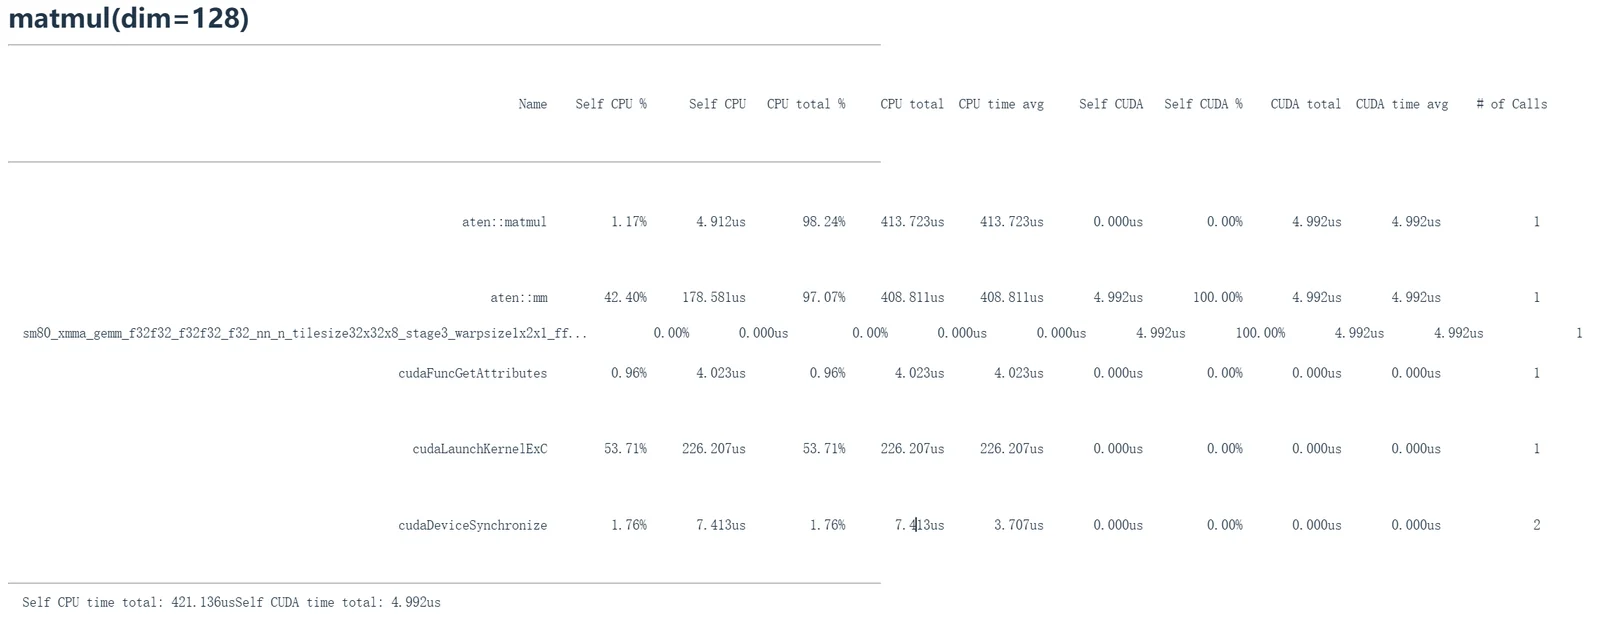 matmul(dim=128)
Name Self CPU % Self CPU CPU total % CPU total CPU time avg Self CUDA Self CUDA % CUDA total CUDA time avg # of Calls
aten::matmul 1.17% 4.912us 98.24% 413.723us 413.723us 0.000us 0.00% 4.992us 4.992us 1
aten::mm 42.40% 178.581us 97.07% 408.811us 408.811us 4.992us 100.00% 4.992us 4.992us 1
sm80_xmma_gemm_f32f32_f32f32_f32_nn_n_tilesize32x32x8_stage3_warpsize1x2x1_ff... 0.00% 0.000us 0.00% 0.000us 0.000us 4.992us 100.00% 4.992us 4.992us 1
cudaFuncGetAttributes 0.96% 4.023us 0.96% 4.023us 4.023us 0.000us 0.00% 0.000us 0.000us 1
cudaLaunchKernelExC 53.71% 226.207us 53.71% 226.207us 226.207us 0.000us 0.00% 0.000us 0.000us 1
cudaDeviceSynchronize 1.76% 7.413us 1.76% 7.413us 3.707us 0.000us 0.00% 0.000us 0.000us 2
Self CPU time total: 421.136usSelf CUDA time total: 4.992us